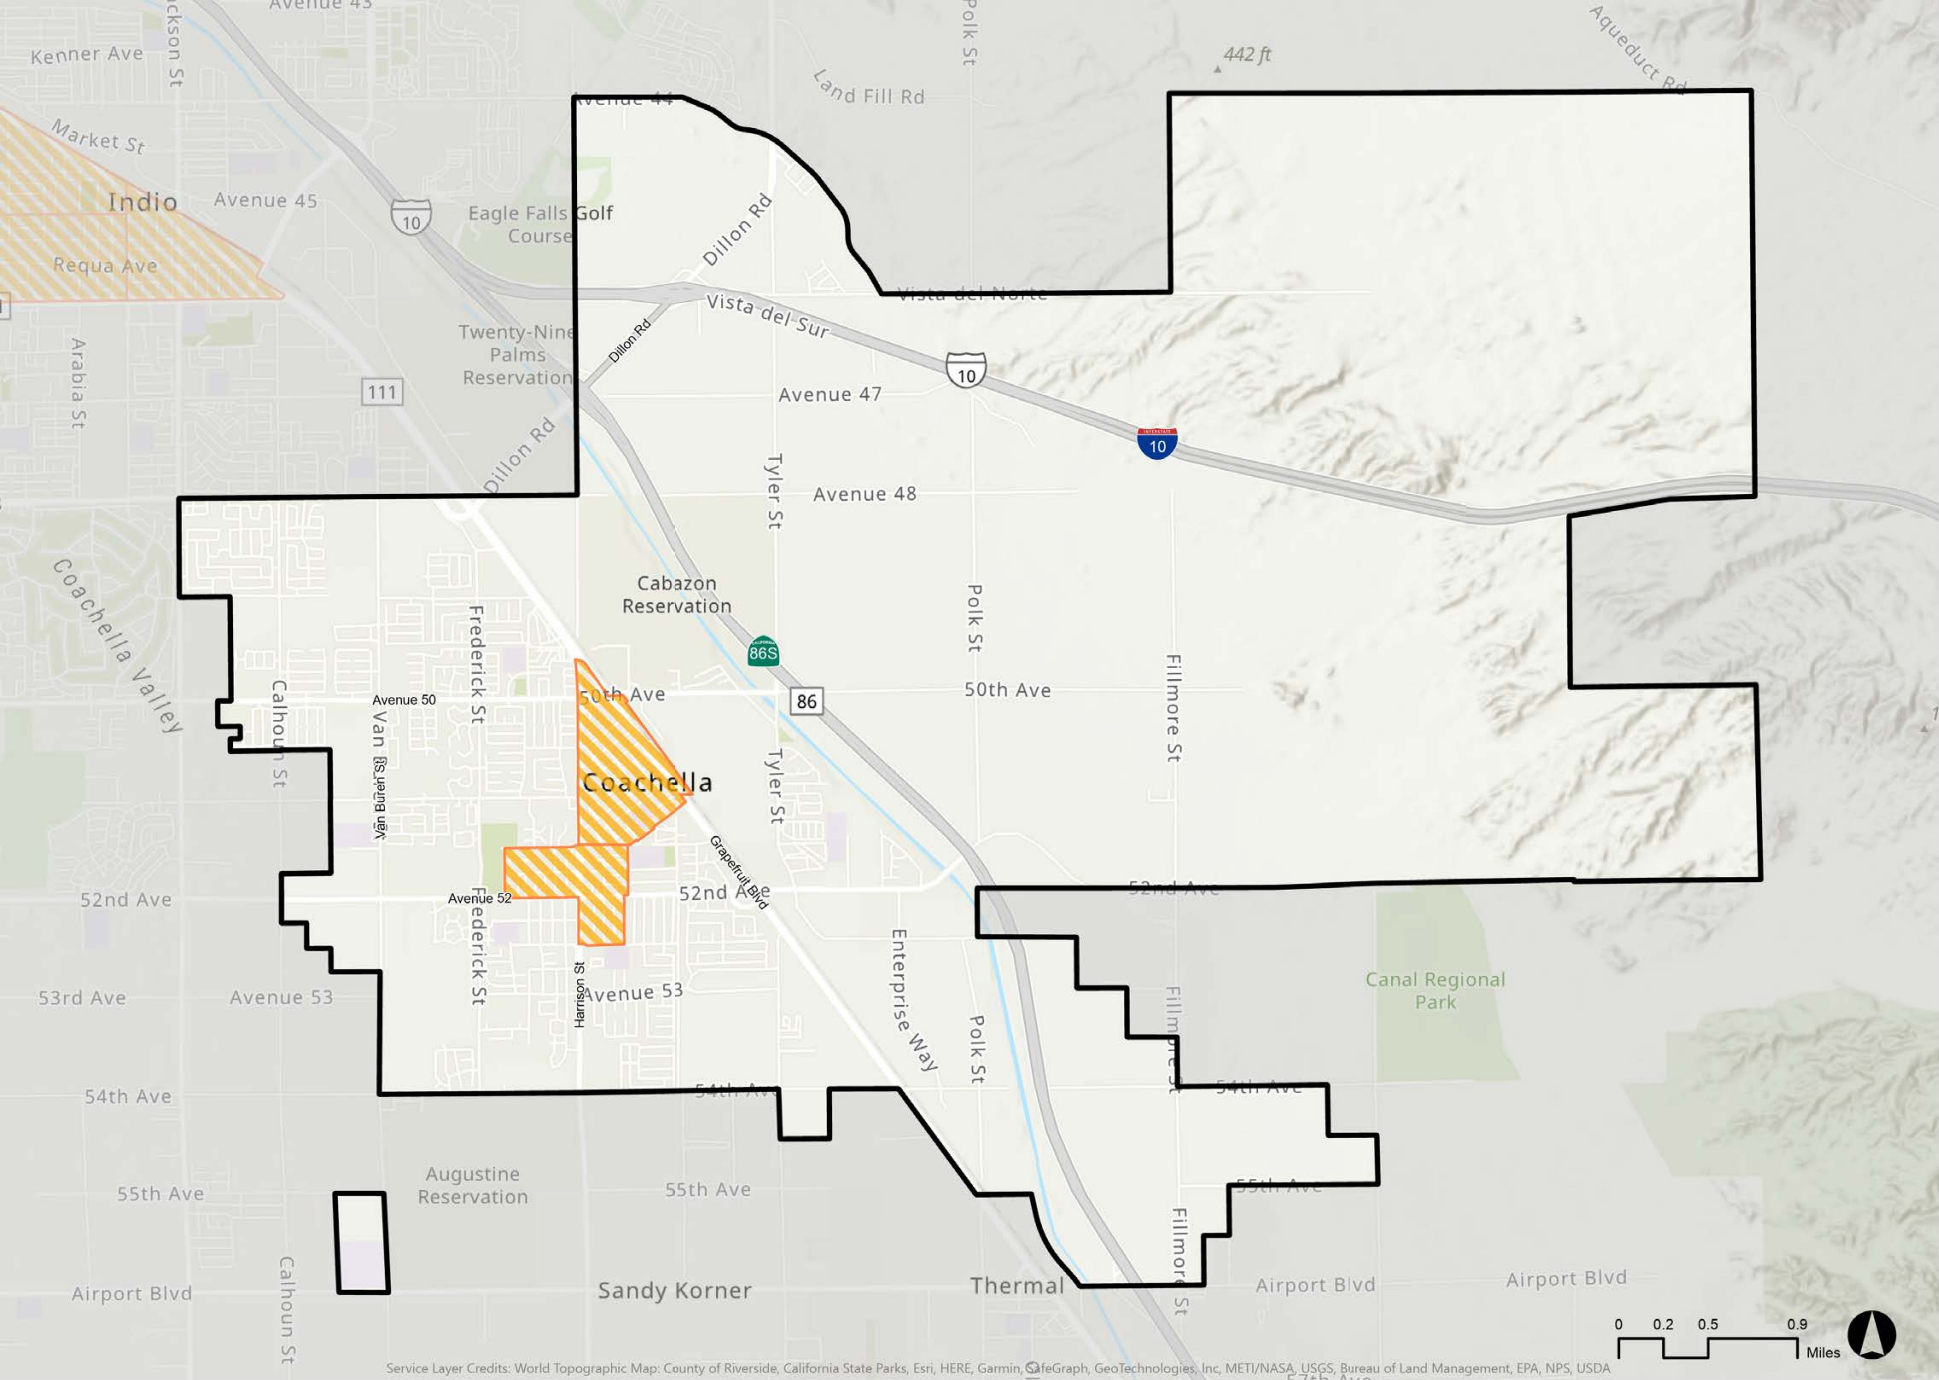 Avenue 43
ckson St
Kenner Ave
Polk St
442 ft
Aqueduct Rd
Land Fill Rd
Avenue 44
Market St
Indio
Avenue 45
10
Eagle Falls Golf
Course
Dillon Rd
Requa Ave
Vista del Norte
Vista del Sur
Twenty-Nine
Palms
Reservation
Dillon Rd
Arabia St
111
10
Avenue 47
10
Dillon Rd
Tyler St
Avenue 48
Coachella Valley
Cabazon
Reservation
Polk St
Frederick St
86S
Fillmore St
Calhoun St
Avenue 50
50th Ave
86
50th Ave
Van
Van Buren St
Coachella
Tyler St
Grapefruit Blvd
52nd Ave
Avenue 52
52nd Ave
52nd Ave
Frederick St
Enterprise Way
Harrison St
53rd Ave
Avenue 53
Avenue 53
Polk St
Fillmore St
Canal Regional
Park
54th Ave
54th Ave
54th Ave
Augustine
Reservation
55th Ave
55th Ave
55th Ave
Fillmore St
Calhoun St
Airport Blvd
Sandy Korner
Thermal
Airport Blvd
Airport Blvd
0 0.2 0.5 0.9
Miles
Service Layer Credits: World Topographic Map: County of Riverside, California State Parks, Esri, HERE, Garmin, SafeGraph, GeoTechnologies, Inc, METI/NASA, USGS, Bureau of Land Management, EPA, NPS, USDA
57th Ave